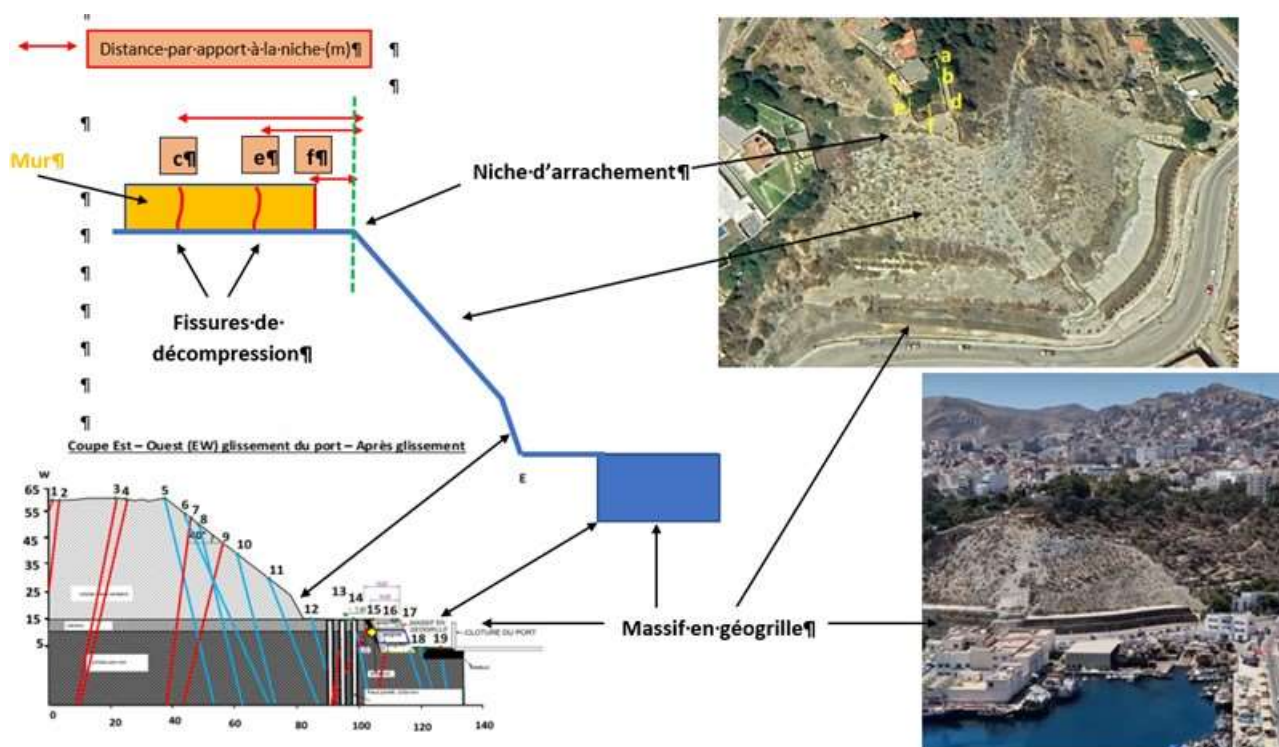 "
Distance·par·apport·à·la·niche·(m)¶
¶
¶
¶
Mur¶
c¶
e¶
f¶
¶
¶
¶
¶
¶
¶
¶
Fissures·de·
décompression¶
Niche·d'arrachement¶
a
b
c
d
e
f
Coupe Est – Ouest (EW) glissement du port – Après glissement
W
E
65
55
45
35
25
15
5
1 2 3 4 5 6 7 8 9 10 11 12 13 14 15 16 17 18 19
MASSIF EN
GEOGRILLE
CLOTURE DU PORT
0 20 40 60 80 100 120 140
Massif·en·géogrille¶